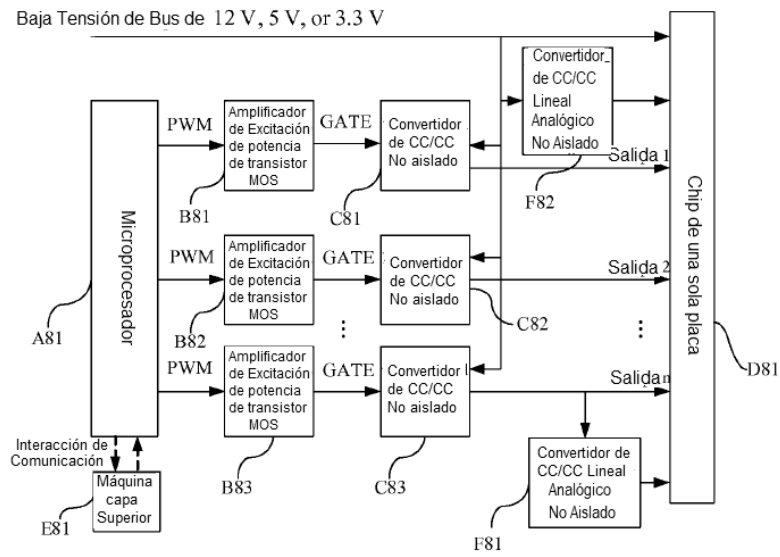 Baja Tensión de Bus de 12 V, 5 V, or 3.3 V
Convertidor
de CC/CC
Lineal
Analógico
No Aislado
F82
Microprocesador
A81
PWM
Amplificador
de Excitación
de potencia
de transistor
MOS
B81
GATE
Convertidor
de CC/CC
No aislado
C81
Salida 1
PWM
Amplificador
de Excitación
de potencia
de transistor
MOS
B82
GATE
Convertidor
de CC/CC
No aislado
C82
Salida 2
⋮
⋮
PWM
Amplificador
de Excitación
de potencia
de transistor
MOS
B83
GATE
Convertidor
de CC/CC
No aislado
C83
Salida n
Chip de una sola placa
D81
Interacción de
Comunicación
Máquina
capa
Superior
E81
Convertidor de
CC/CC Lineal
Analógico
No Aislado
F81